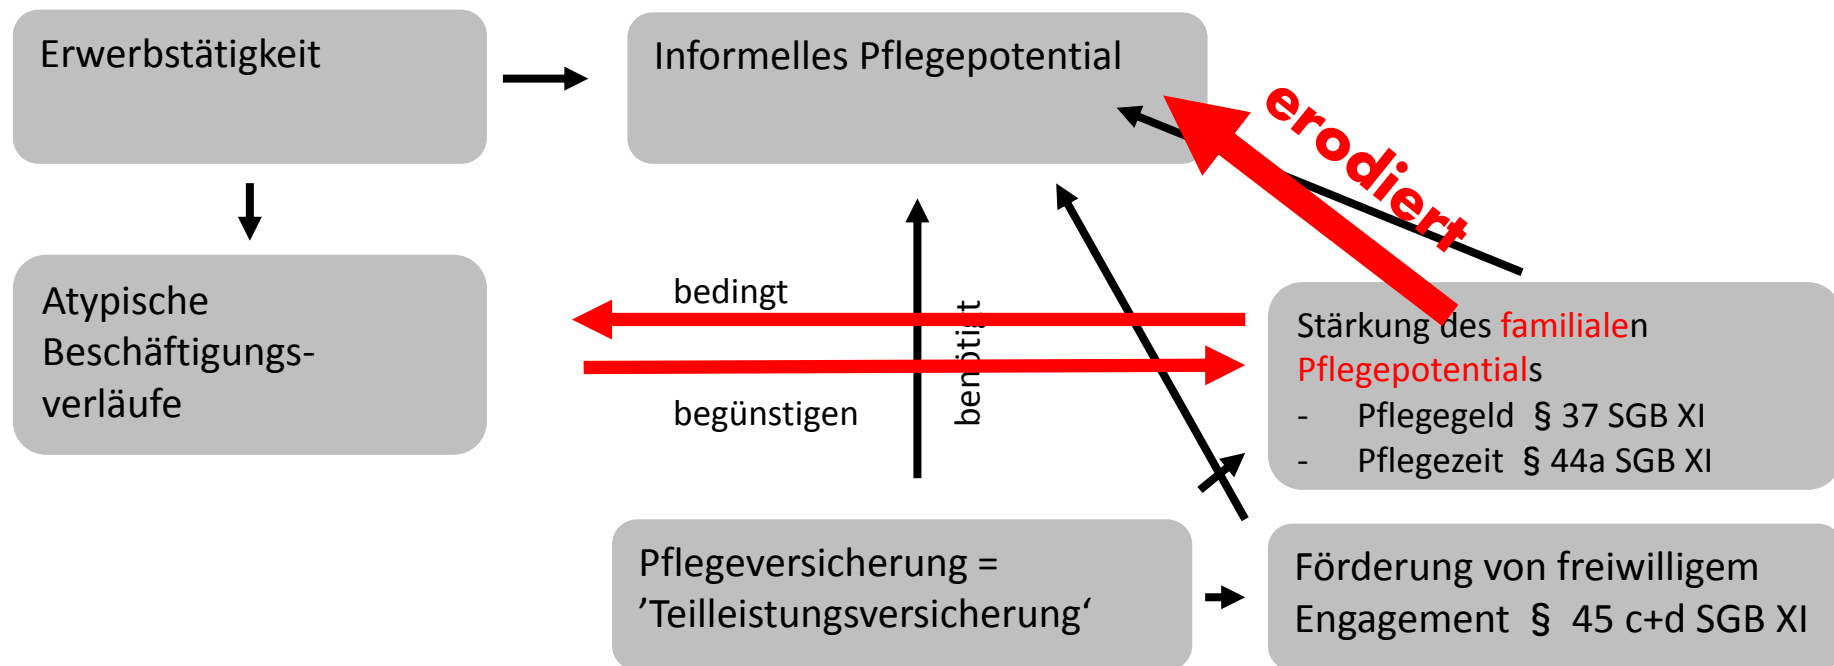 Erwerbstätigkeit
Informelles Pflegepotential
erodiert
Atypische
Beschäftigungs-
verläufe
bedingt
begünstigen
benötigt
Stärkung des familialen
Pflegepotentials
- Pflegegeld § 37 SGB XI
- Pflegezeit § 44a SGB XI
Pflegeversicherung =
’Teilleistungsversicherung‘
Förderung von freiwilligem
Engagement § 45 c+d SGB XI